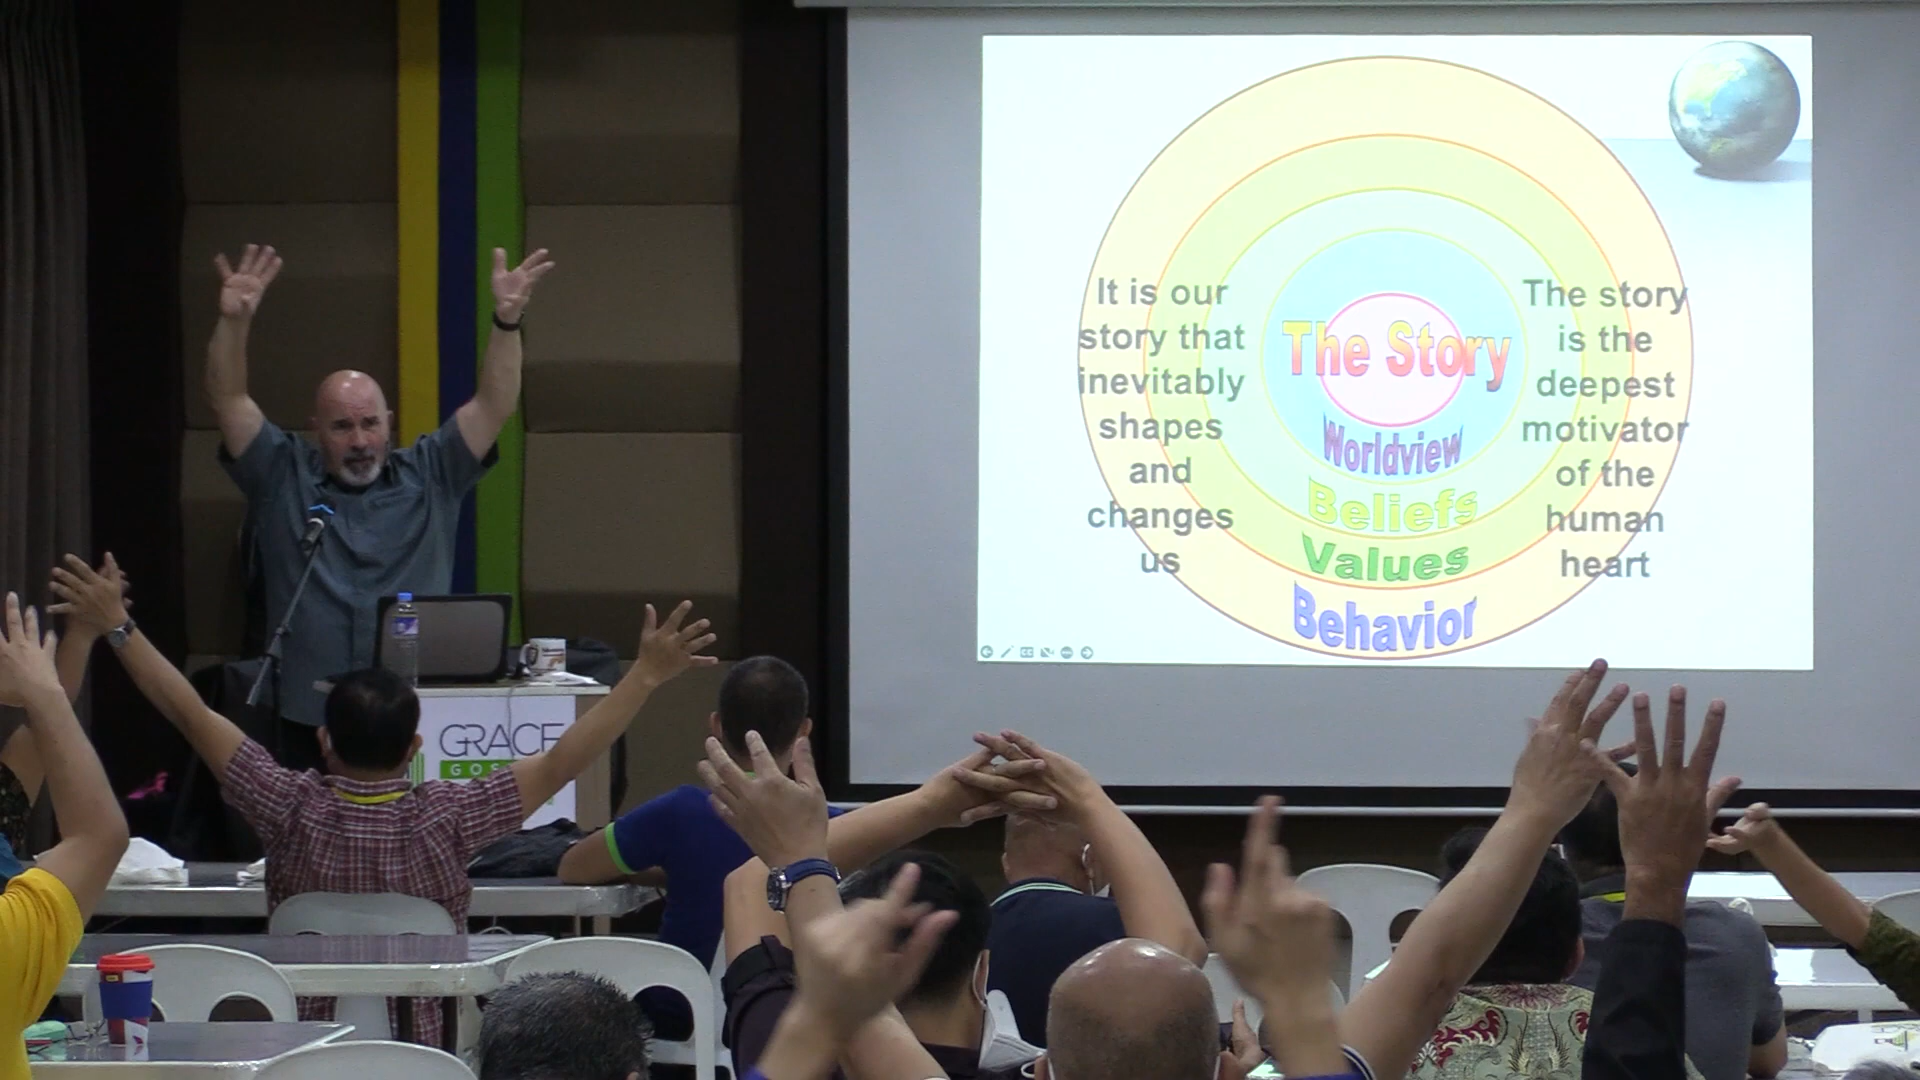 It is our
story that
inevitably
shapes
and
changes
us
The Story
Worldview
Beliefs
Values
Behavior
The story
is the
deepest
motivator
of the
human
heart
GRACE